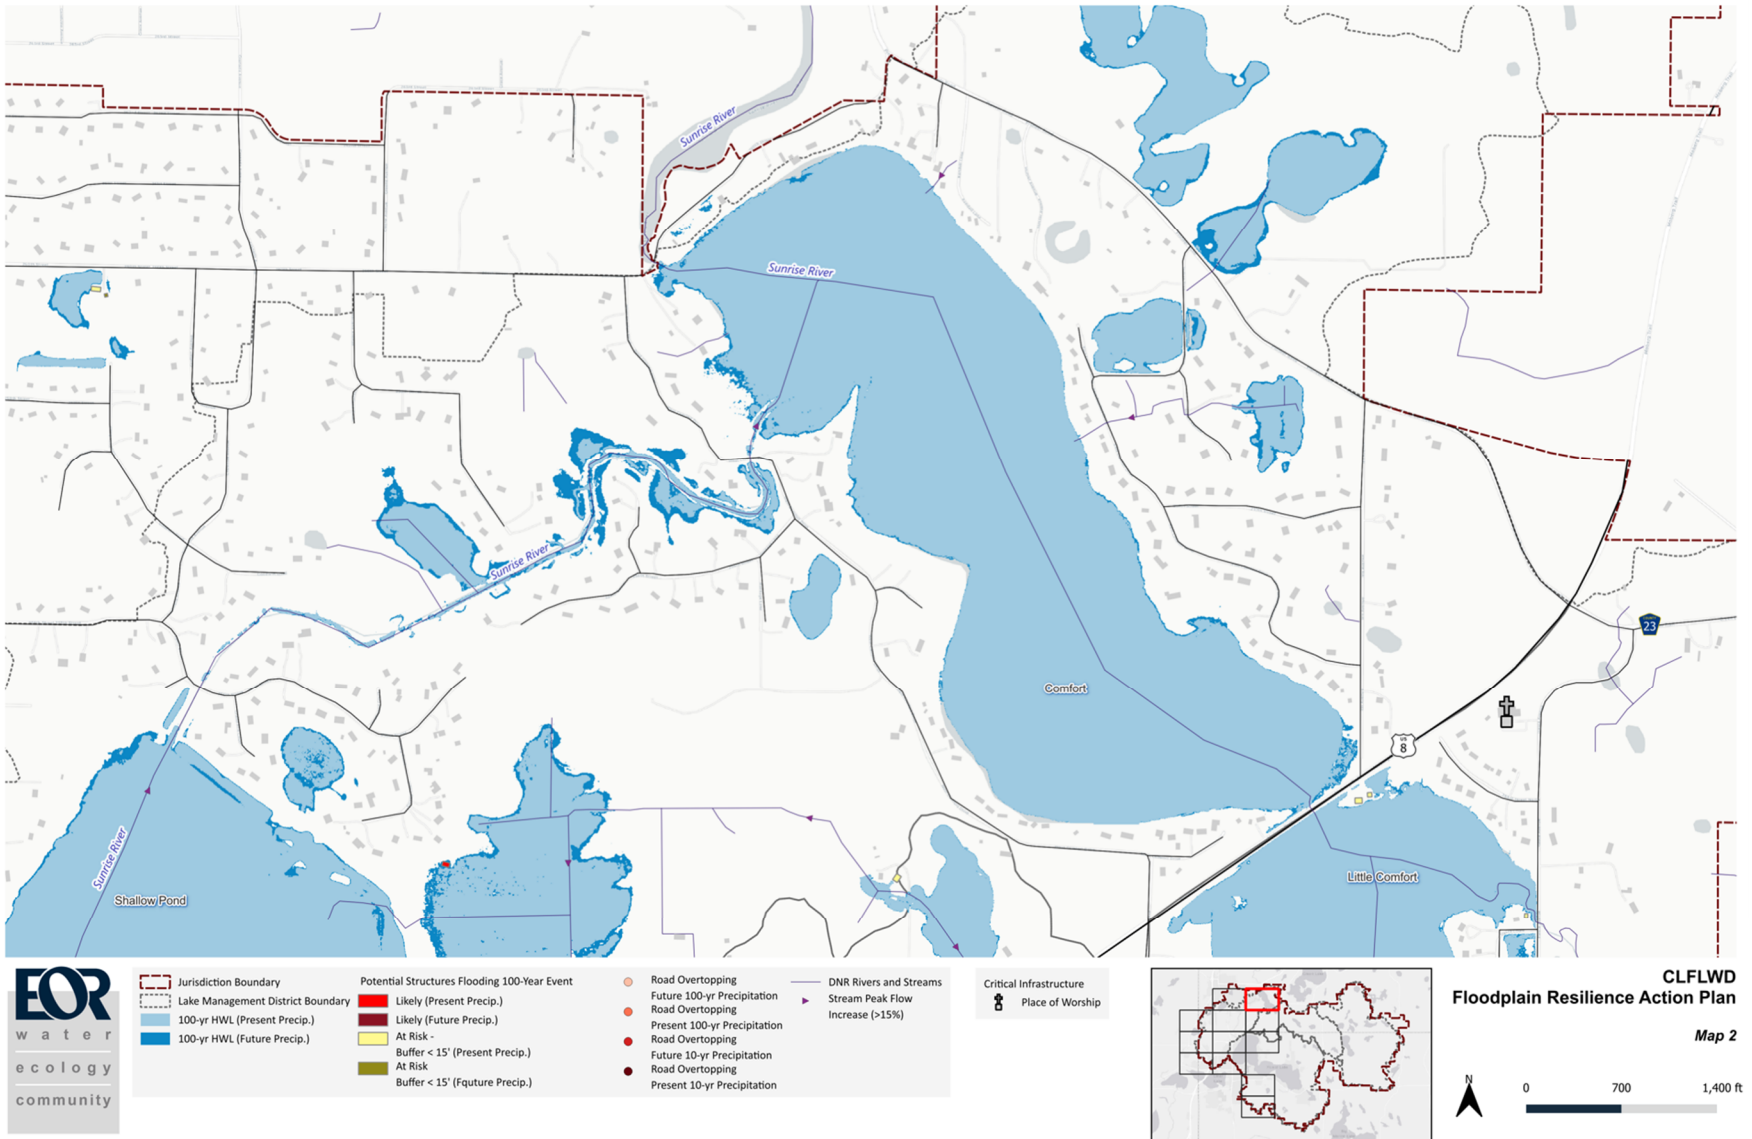 Sunrise River
Sunrise River
Sunrise River
COUNTY
23
Comfort
US
8
Sunrise River
Little Comfort
Shallow Pond
EOR
water
ecology
community
Jurisdiction Boundary
Lake Management District Boundary
100-yr HWL (Present Precip.)
100-yr HWL (Future Precip.)
Potential Structures Flooding 100-Year Event
Likely (Present Precip.)
Likely (Future Precip.)
At Risk -
Buffer < 15' (Present Precip.)
At Risk
Buffer < 15' (Fquture Precip.)
Road Overtopping
Future 100-yr Precipitation
Road Overtopping
Present 100-yr Precipitation
Road Overtopping
Future 10-yr Precipitation
Road Overtopping
Present 10-yr Precipitation
DNR Rivers and Streams
Stream Peak Flow
Increase (>15%)
Critical Infrastructure
Place of Worship
CLFLWD
Floodplain Resilience Action Plan
Map 2
N
0 700 1,400 ft